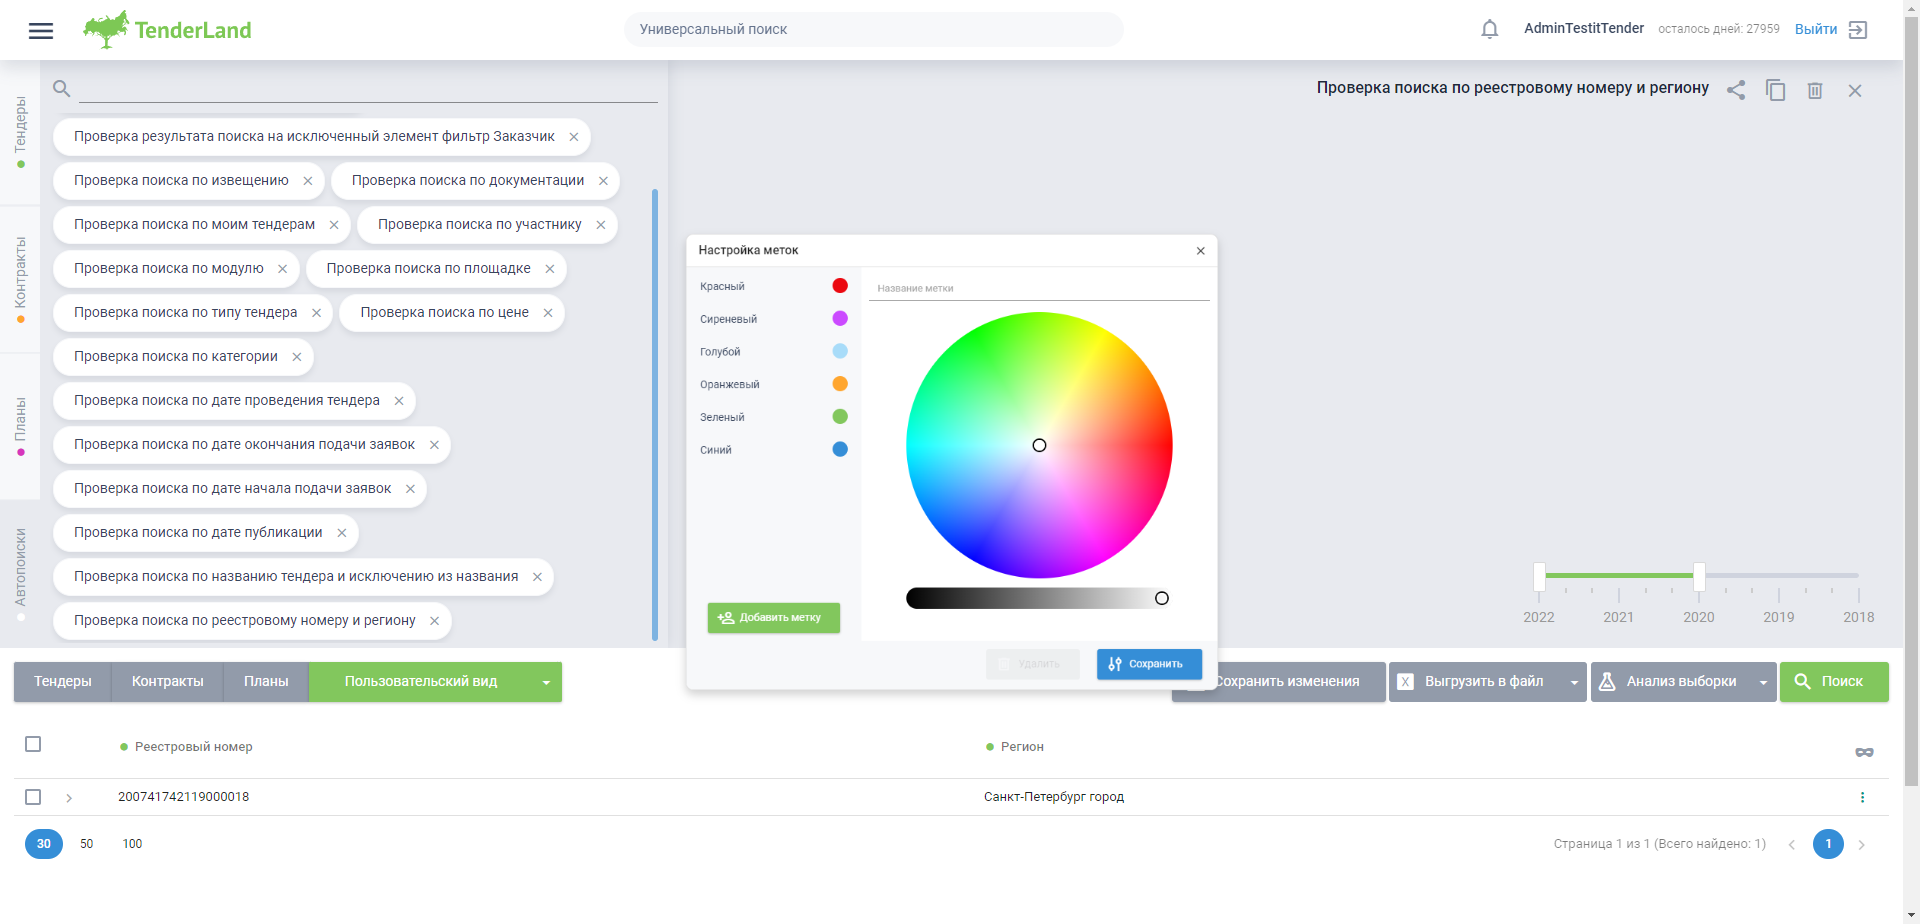 TenderLand
Универсальный поиск
AdminTestitTender
осталось дней: 27959
Выйти
Тендеры
Контракты
Планы
Автопоиски
Проверка результата поиска на исключенный элемент фильтр Заказчик
Проверка поиска по извещению
Проверка поиска по документации
Проверка поиска по моим тендерам
Проверка поиска по участнику
Проверка поиска по модулю
Проверка поиска по площадке
Проверка поиска по типу тендера
Проверка поиска по цене
Проверка поиска по категории
Проверка поиска по дате проведения тендера
Проверка поиска по дате окончания подачи заявок
Проверка поиска по дате начала подачи заявок
Проверка поиска по дате публикации
Проверка поиска по названию тендера и исключению из названия
Проверка поиска по реестровому номеру и региону
Проверка поиска по реестровому номеру и региону
Настройка меток
Красный
Сиреневый
Голубой
Оранжевый
Зеленый
Синий
Название метки
Добавить метку
Удалить
Сохранить
2022
2021
2020
2019
2018
Тендеры
Контракты
Планы
Пользовательский вид
Сохранить изменения
X Выгрузить в файл
Анализ выборки
Поиск
Реестровый номер
Регион
200741742119000018
Санкт-Петербург город
30
50
100
Страница 1 из 1 (Всего найдено: 1)
1